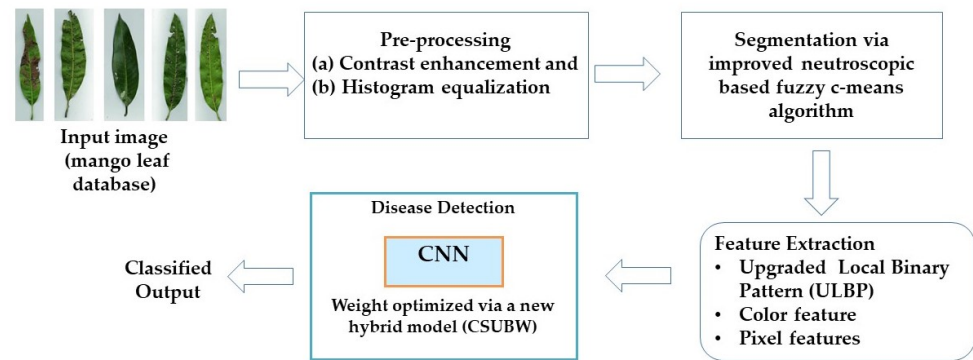 Input image
(mango leaf
database)
Pre-processing
(a) Contrast enhancement and
(b) Histogram equalization
Segmentation via
improved neutroscopic
based fuzzy c-means
algorithm
Feature Extraction
• Upgraded Local Binary
Pattern (ULBP)
• Color feature
• Pixel features
Disease Detection
CNN
Weight optimized via a new
hybrid model (CSUBW)
Classified
Output